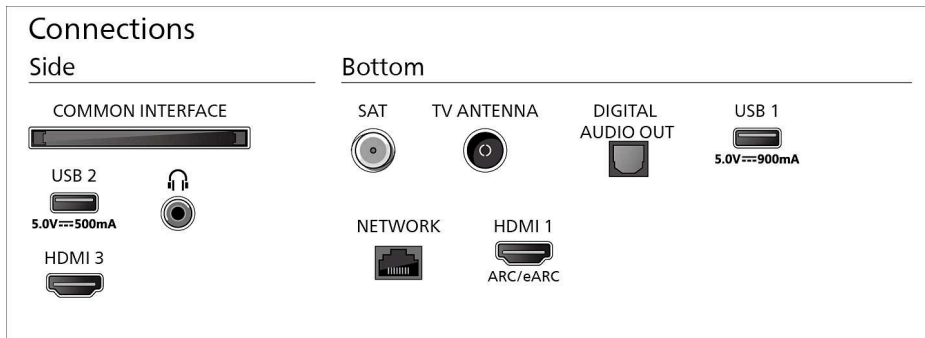 Connections
Side
COMMON INTERFACE
USB 2
5.0V⎓500mA
HDMI 3
Bottom
SAT
TV ANTENNA
DIGITAL
AUDIO OUT
USB 1
5.0V⎓900mA
NETWORK
HDMI 1
ARC/eARC